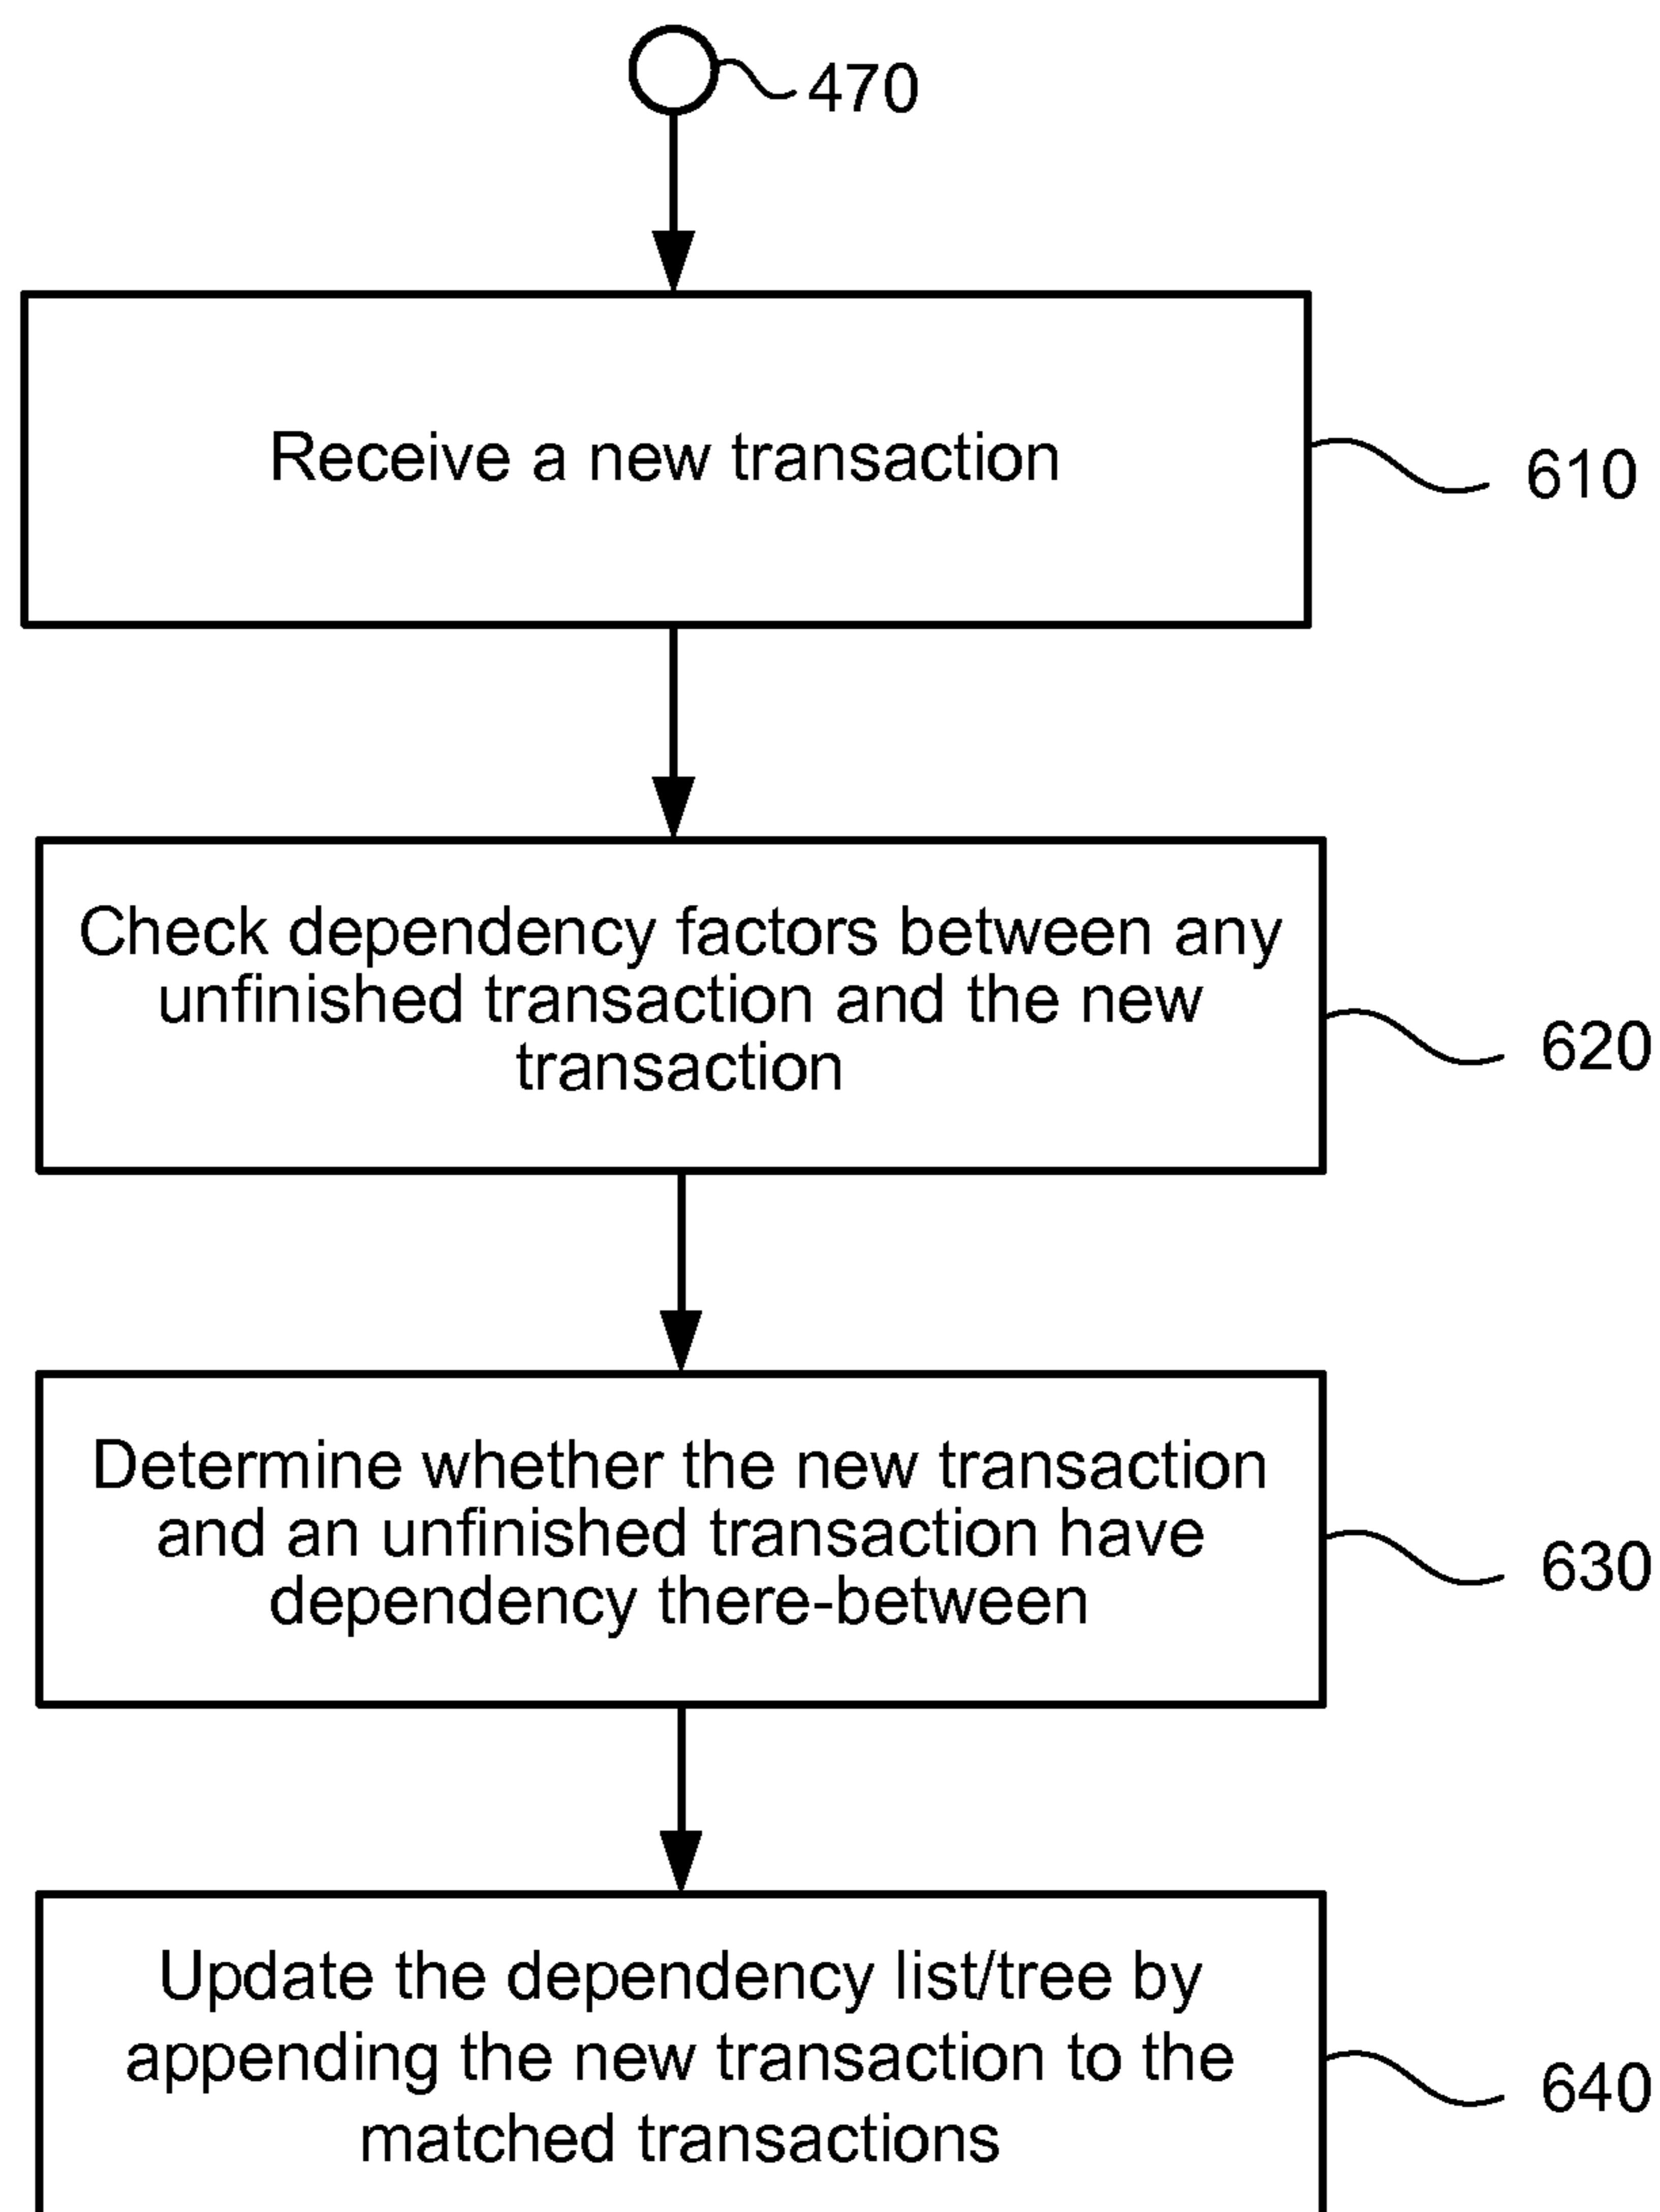 470
Receive a new transaction
610
Check dependency factors between any
unfinished transaction and the new
transaction
620
Determine whether the new transaction
and an unfinished transaction have
dependency there-between
630
Update the dependency list/tree by
appending the new transaction to the
matched transactions
640